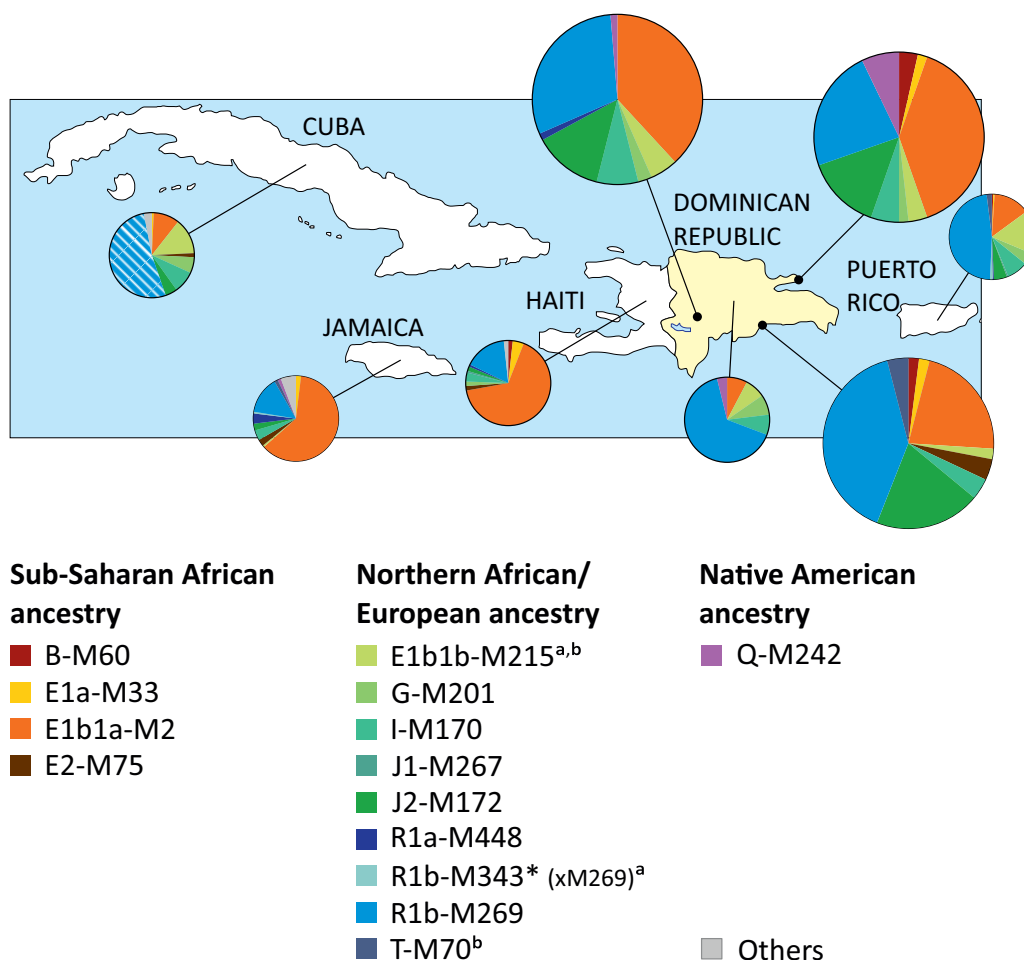 CUBA
DOMINICAN
REPUBLIC
PUERTO
RICO
HAITI
JAMAICA
Sub-Saharan African
ancestry
B-M60
E1a-M33
E1b1a-M2
E2-M75
Northern African/
European ancestry
E1b1b-M215ᵃ,ᵇ
G-M201
I-M170
J1-M267
J2-M172
R1a-M448
R1b-M343* (xM269)ᵃ
R1b-M269
T-M70ᵇ
Native American
ancestry
Q-M242
Others